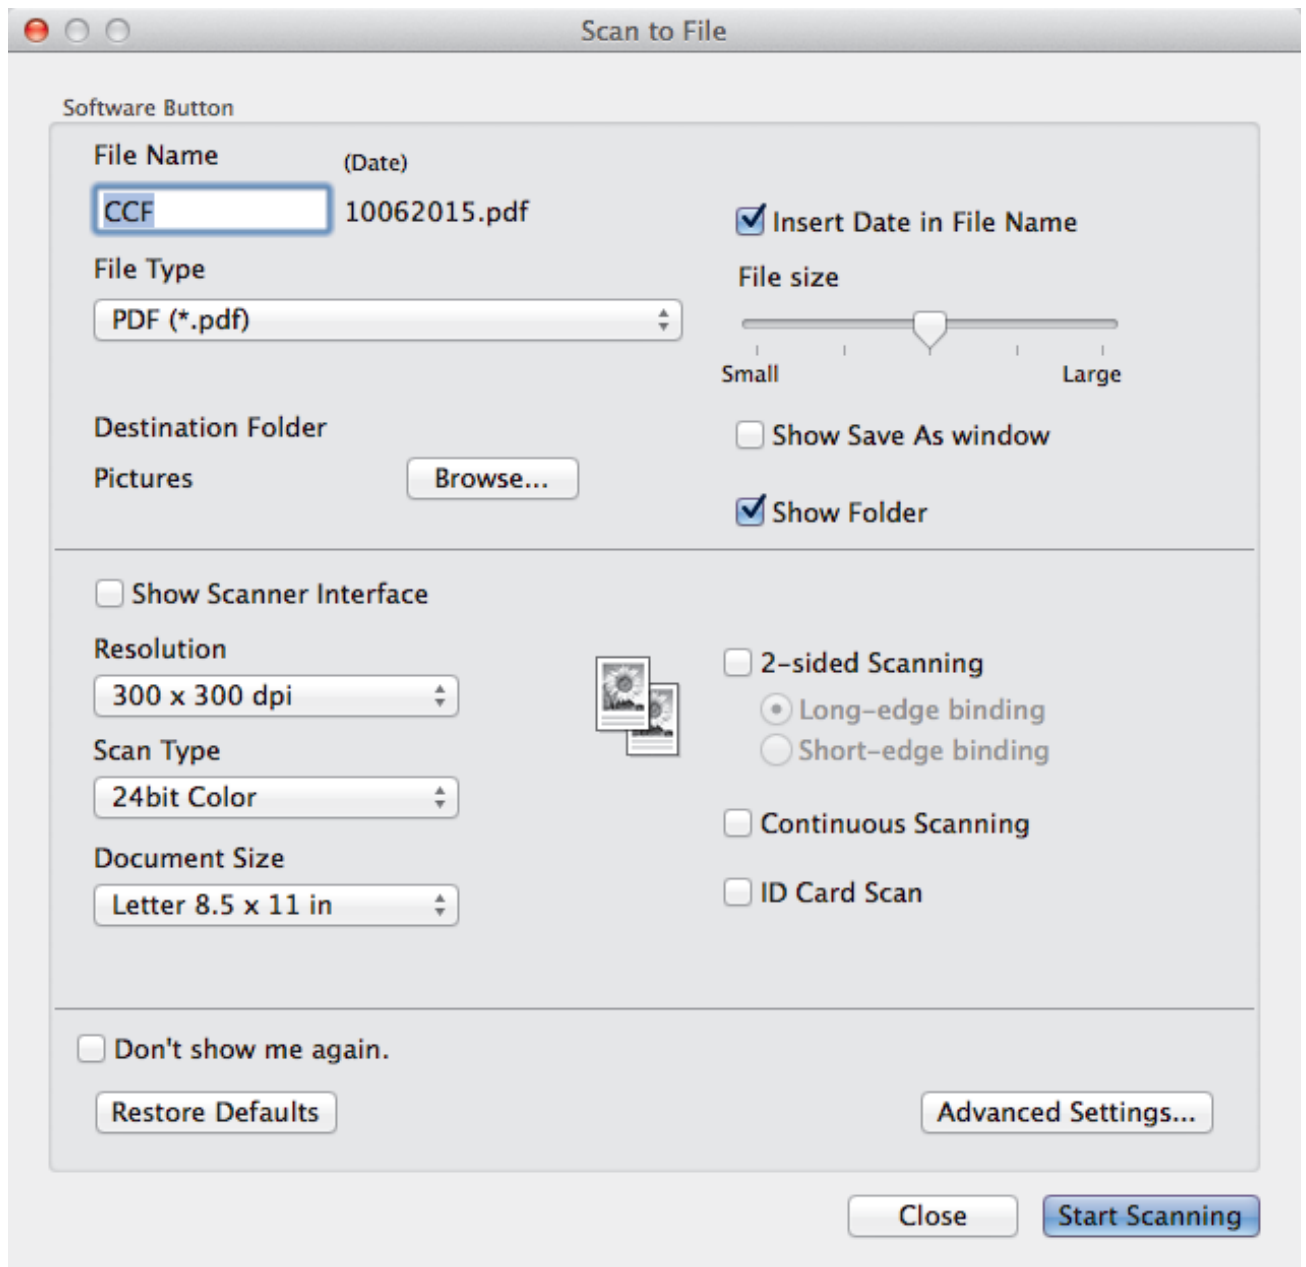 Scan to File
Software Button
File Name
(Date)
CCF
10062015.pdf
Insert Date in File Name
File Type
File size
PDF (*.pdf)
Small
Large
Destination Folder
Show Save As window
Pictures
Browse...
Show Folder
Show Scanner Interface
Resolution
2-sided Scanning
300 x 300 dpi
Long-edge binding
Scan Type
Short-edge binding
24bit Color
Continuous Scanning
Document Size
ID Card Scan
Letter 8.5 x 11 in
Don't show me again.
Restore Defaults
Advanced Settings...
Close
Start Scanning